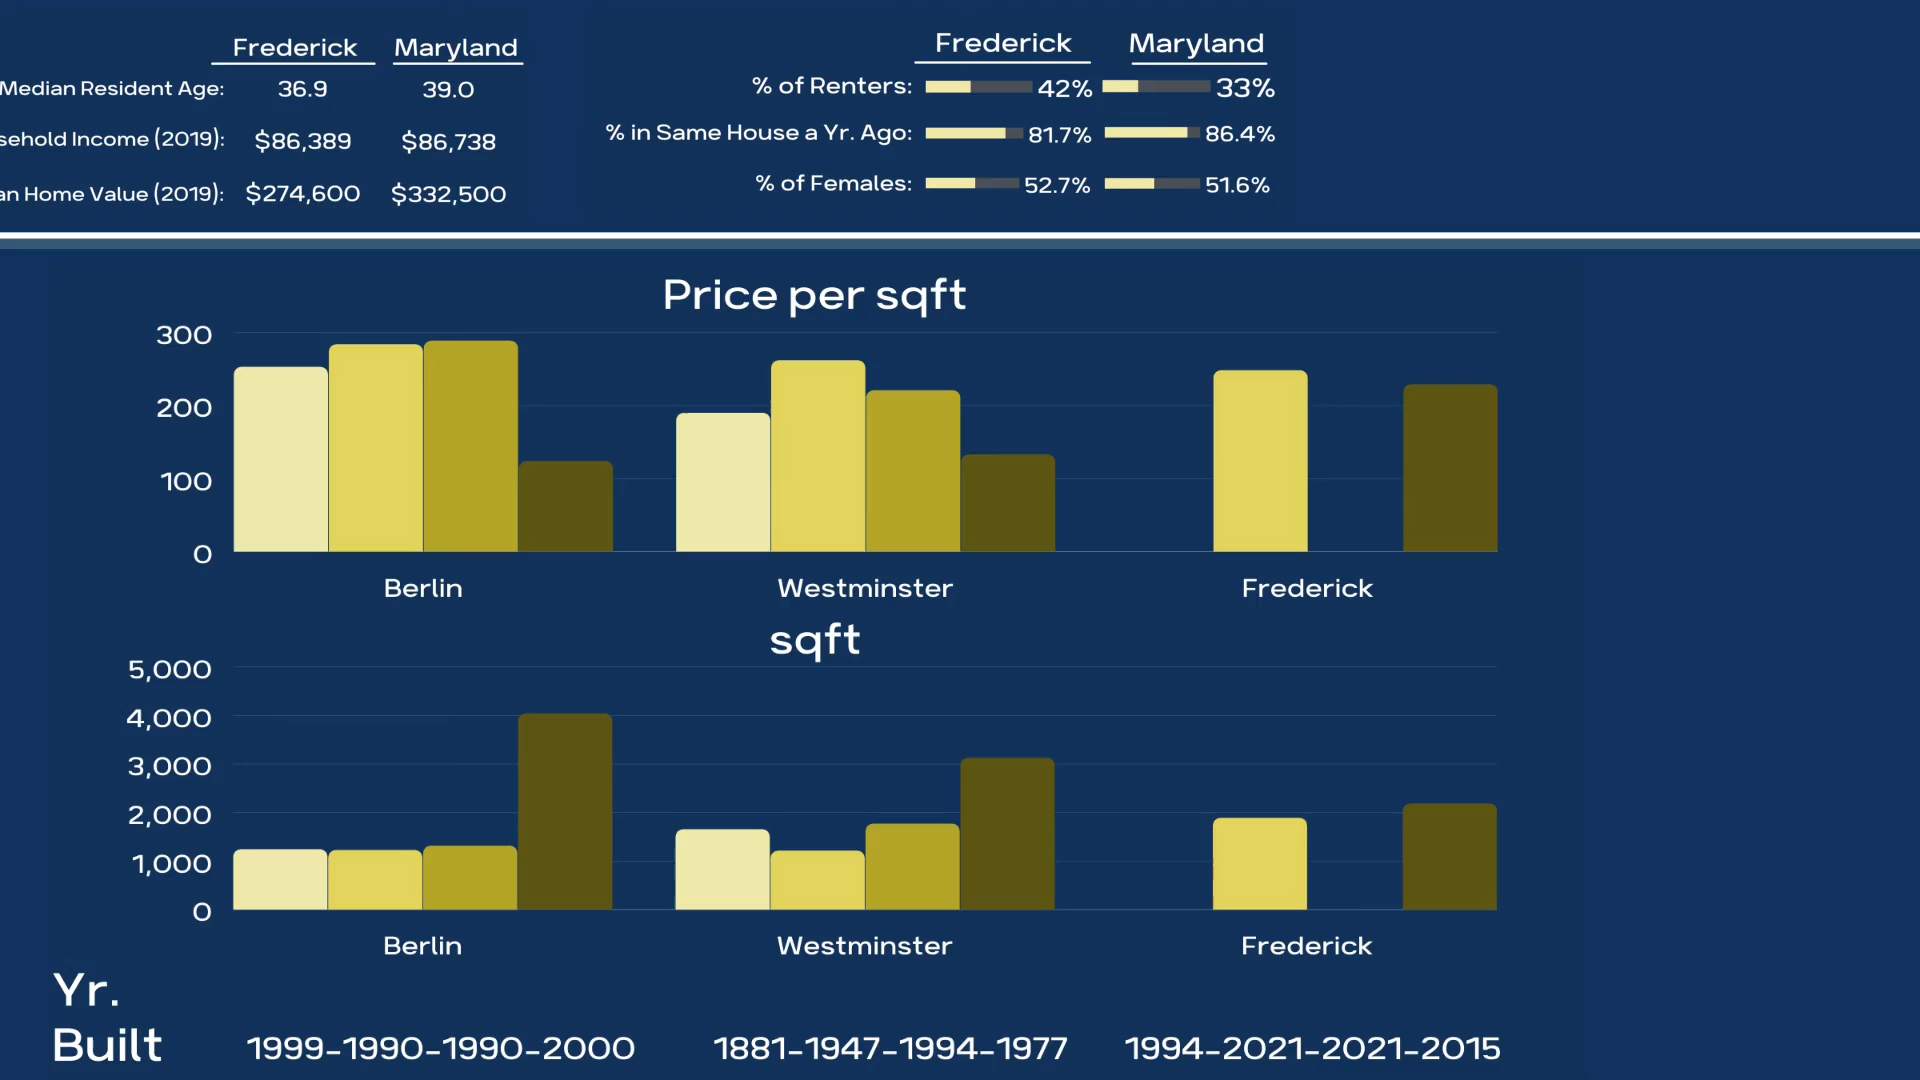 Frederick Maryland
Median Resident Age: 36.9 39.0
sehold Income (2019): $86,389 $86,738
an Home Value (2019): $274,600 $332,500
Frederick Maryland
% of Renters: 42% 33%
% in Same House a Yr. Ago: 81.7% 86.4%
% of Females: 52.7% 51.6%
Price per sqft
300
200
100
0
Berlin Westminster Frederick
sqft
5,000
4,000
3,000
2,000
1,000
0
Berlin Westminster Frederick
Yr.
Built 1999-1990-1990-2000 1881-1947-1994-1977 1994-2021-2021-2015